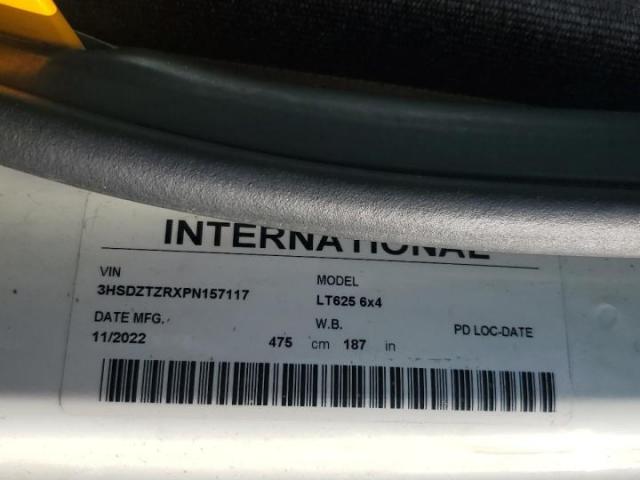 INTERNATIONAL
VIN MODEL
3HSDZTZRXPN157117 LT625 6x4
DATE MFG. W.B. PD LOC-DATE
11/2022 475 cm 187 in